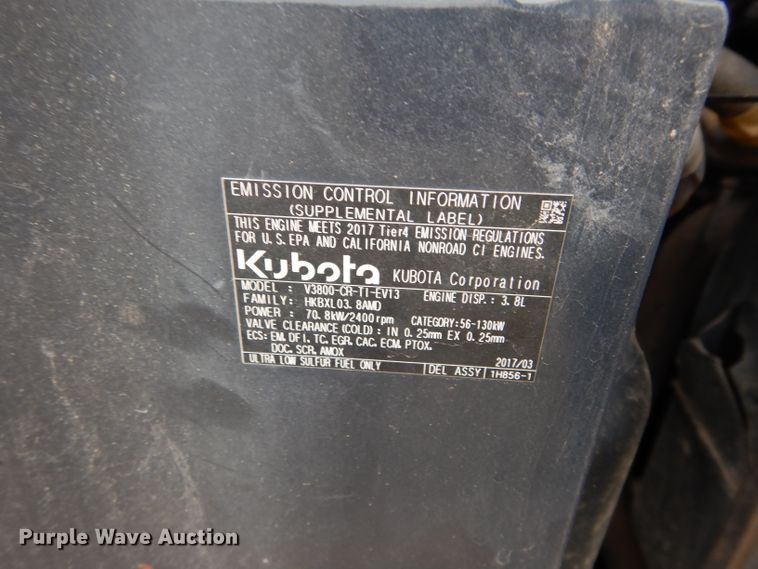 EMISSION CONTROL INFORMATION
(SUPPLEMENTAL LABEL)
THIS ENGINE MEETS 2017 Tier4 EMISSION REGULATIONS
FOR U.S.EPA AND CALIFORNIA NONROAD CI ENGINES.
Kubota KUBOTA Corporation
MODEL : V3800-CR-TI-EV13 ENGINE DISP.: 3.8L
FAMILY: HKBXL03.8AMD
POWER : 70.8kW/2400rpm CATEGORY:56-130kW
VALVE CLEARANCE (COLD): IN 0.25mm EX 0.25mm
ECS: EM, DFI, TC, EGR, CAC, ECM, PTOX,
DOC, SCR, AMOX 2017/03
ULTRA LOW SULFUR FUEL ONLY DEL ASSY 1H856-1
Purple Wave Auction